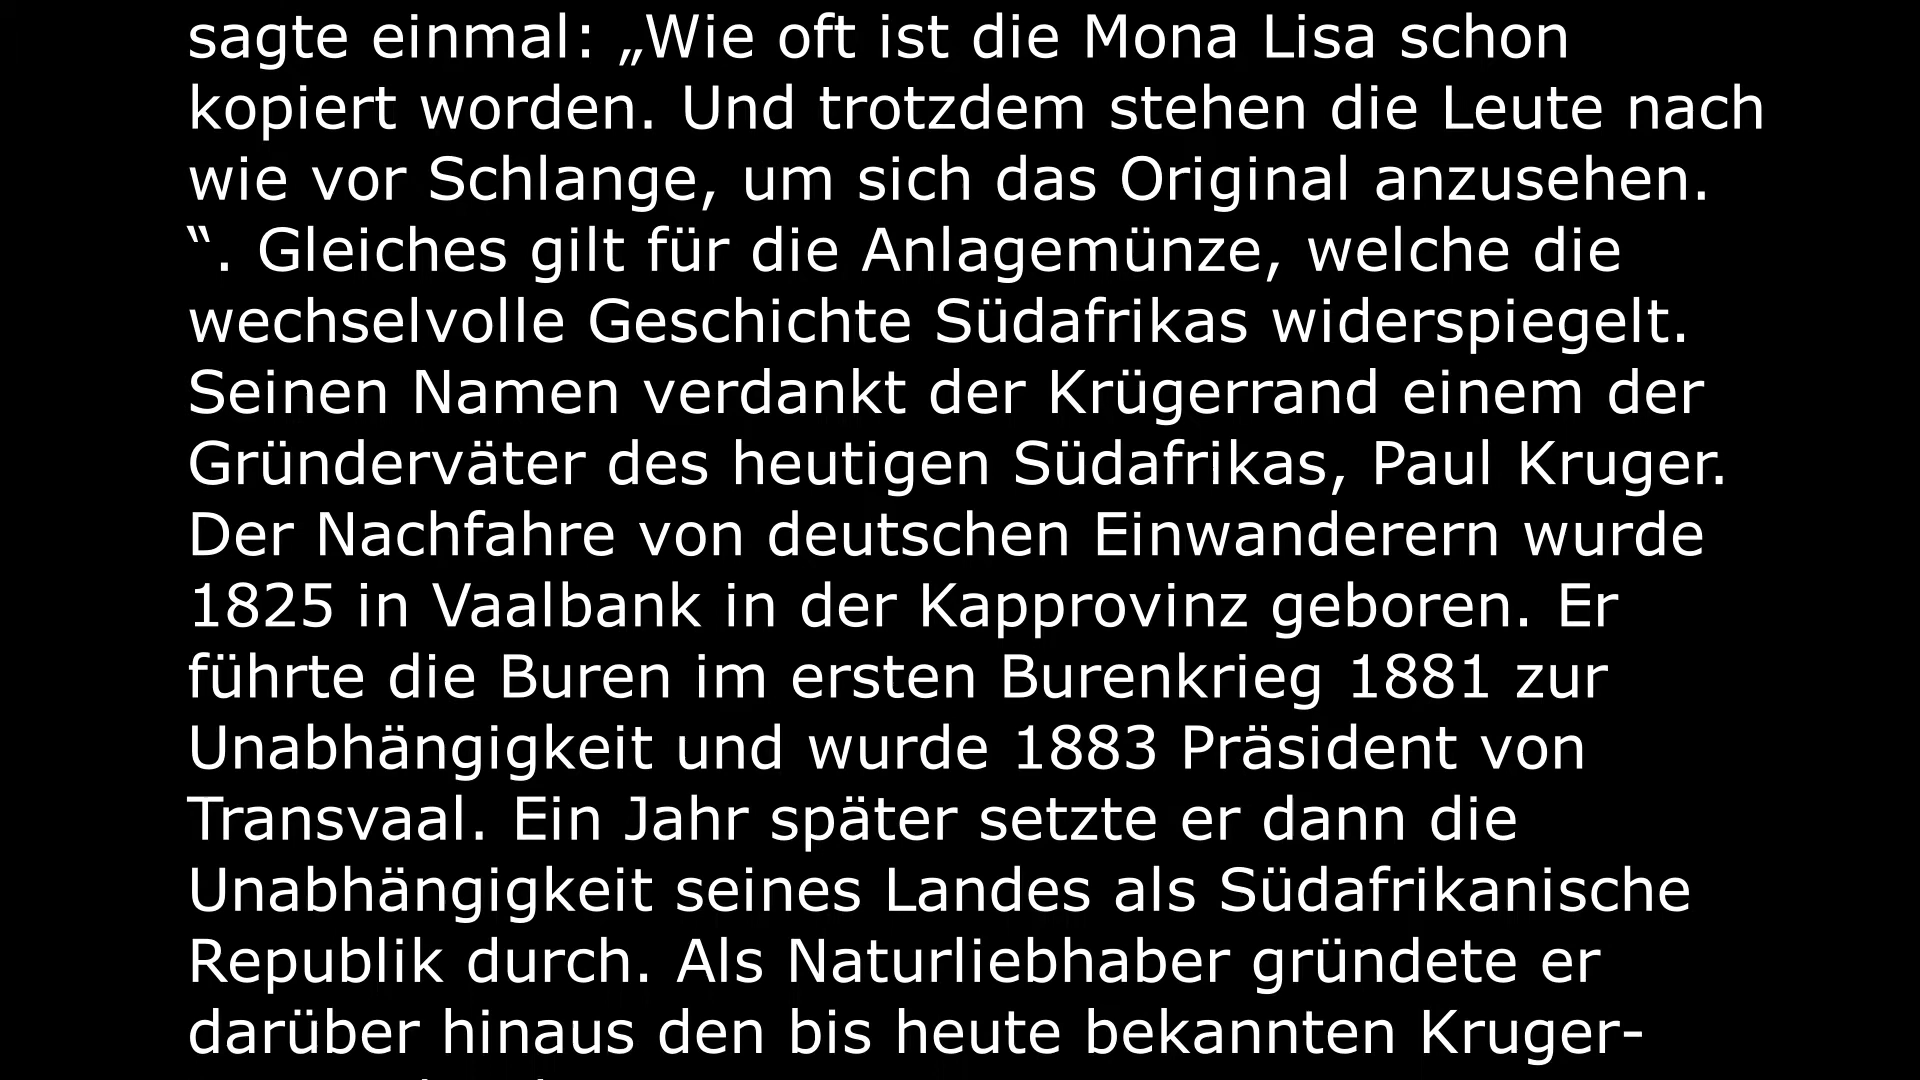 sagte einmal: „Wie oft ist die Mona Lisa schon
kopiert worden. Und trotzdem stehen die Leute nach
wie vor Schlange, um sich das Original anzusehen.
“. Gleiches gilt für die Anlagemünze, welche die
wechselvolle Geschichte Südafrikas widerspiegelt.
Seinen Namen verdankt der Krügerrand einem der
Gründerväter des heutigen Südafrikas, Paul Kruger.
Der Nachfahre von deutschen Einwanderern wurde
1825 in Vaalbank in der Kapprovinz geboren. Er
führte die Buren im ersten Burenkrieg 1881 zur
Unabhängigkeit und wurde 1883 Präsident von
Transvaal. Ein Jahr später setzte er dann die
Unabhängigkeit seines Landes als Südafrikanische
Republik durch. Als Naturliebhaber gründete er
darüber hinaus den bis heute bekannten Kruger-